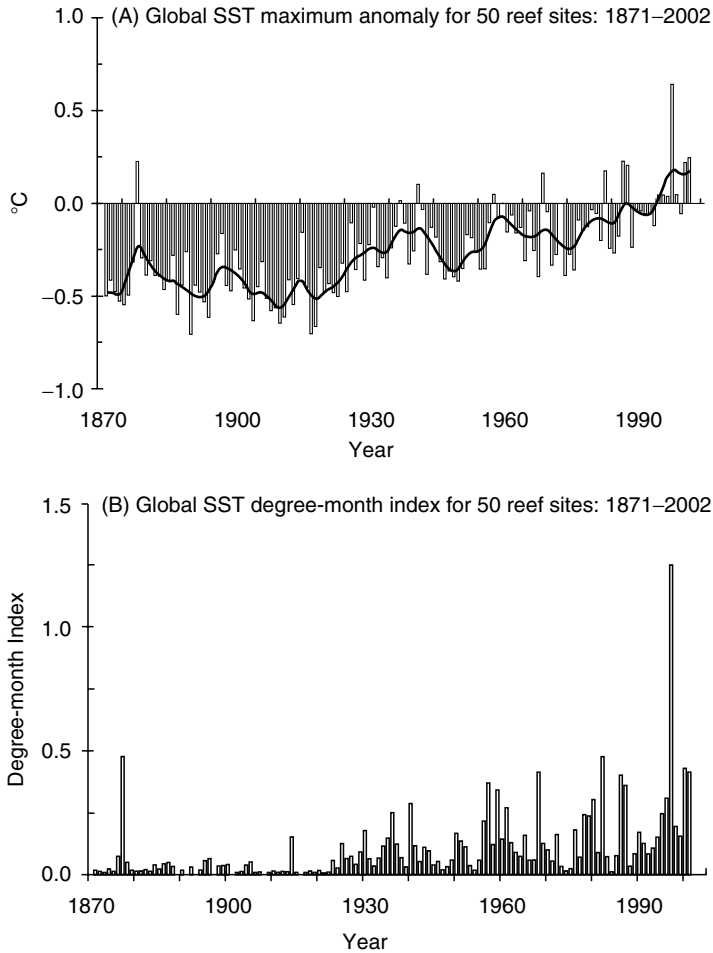 (A) Global SST maximum anomaly for 50 reef sites: 1871–2002
1.0
0.5
0.0
–0.5
–1.0
°C
1870 1900 1930 1960 1990
Year
(B) Global SST degree-month index for 50 reef sites: 1871–2002
1.5
1.0
0.5
0.0
Degree-month Index
1870 1900 1930 1960 1990
Year